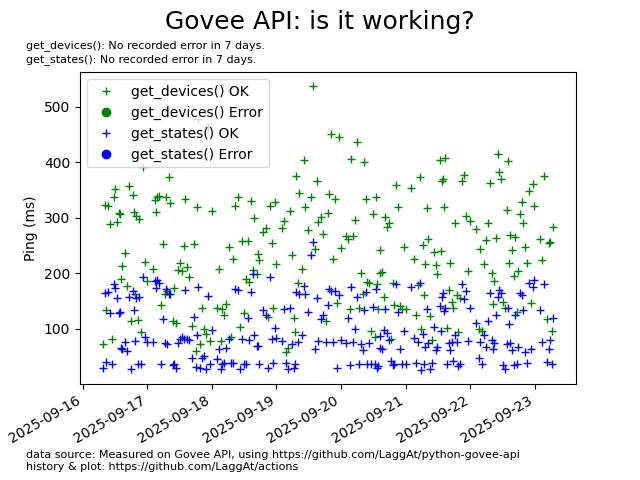 Govee API: is it working?
get_devices(): No recorded error in 7 days.
get_states(): No recorded error in 7 days.
get_devices() OK
get_devices() Error
get_states() OK
get_states() Error
Ping (ms)
500
400
300
200
100
2025-09-16
2025-09-17
2025-09-18
2025-09-19
2025-09-20
2025-09-21
2025-09-22
2025-09-23
data source: Measured on Govee API, using https://github.com/LaggAt/python-govee-api
history & plot: https://github.com/LaggAt/actions